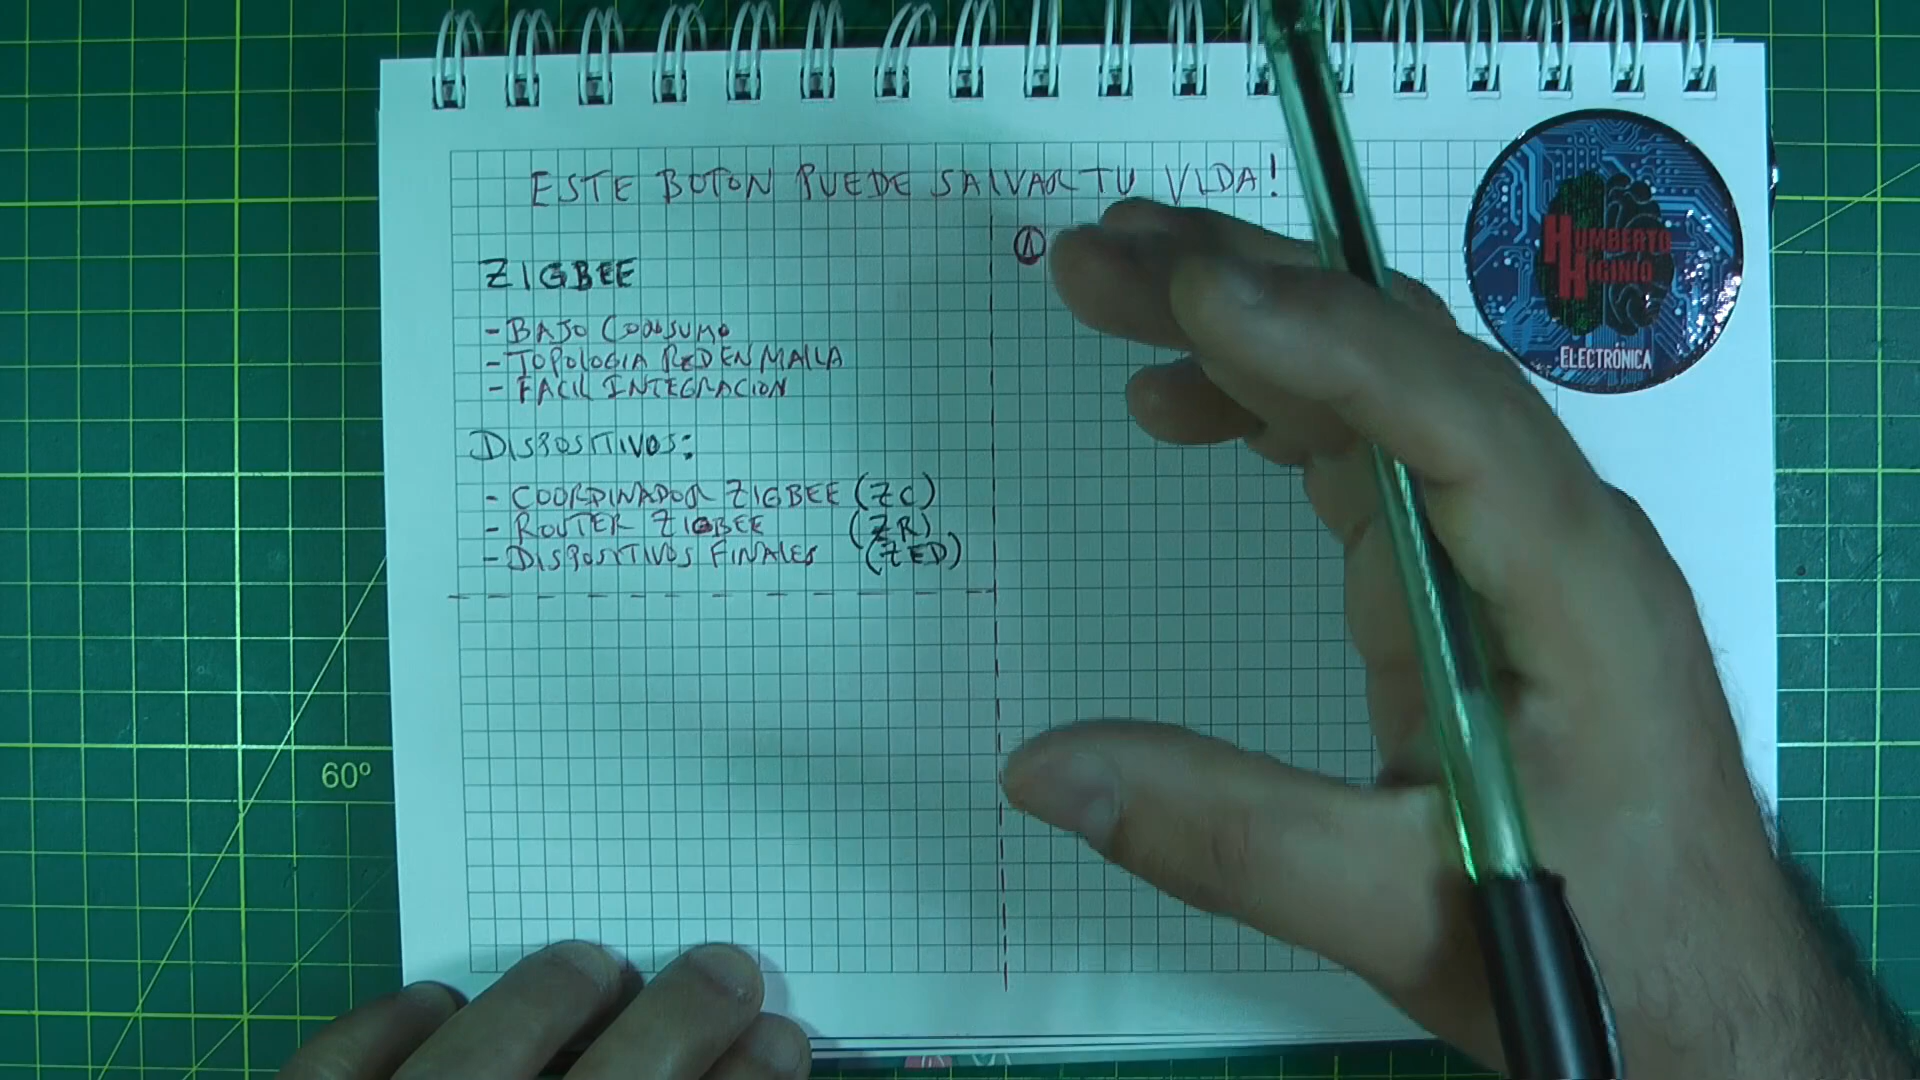 ESTE BOTON PUEDE SALVAR TU VIDA!
ZIGBEE
- BAJO CONSUMO
- TOPOLOGIA RED EN MALLA
- FACIL INTEGRACION
DISPOSITIVOS:
- COORDINADOR ZIGBEE (ZC)
- ROUTER ZIGBEE (ZR)
- DISPOSITIVOS FINALES (ZED)
1
HUMBERTO
HIGINIO
ELECTRÓNICA
60º